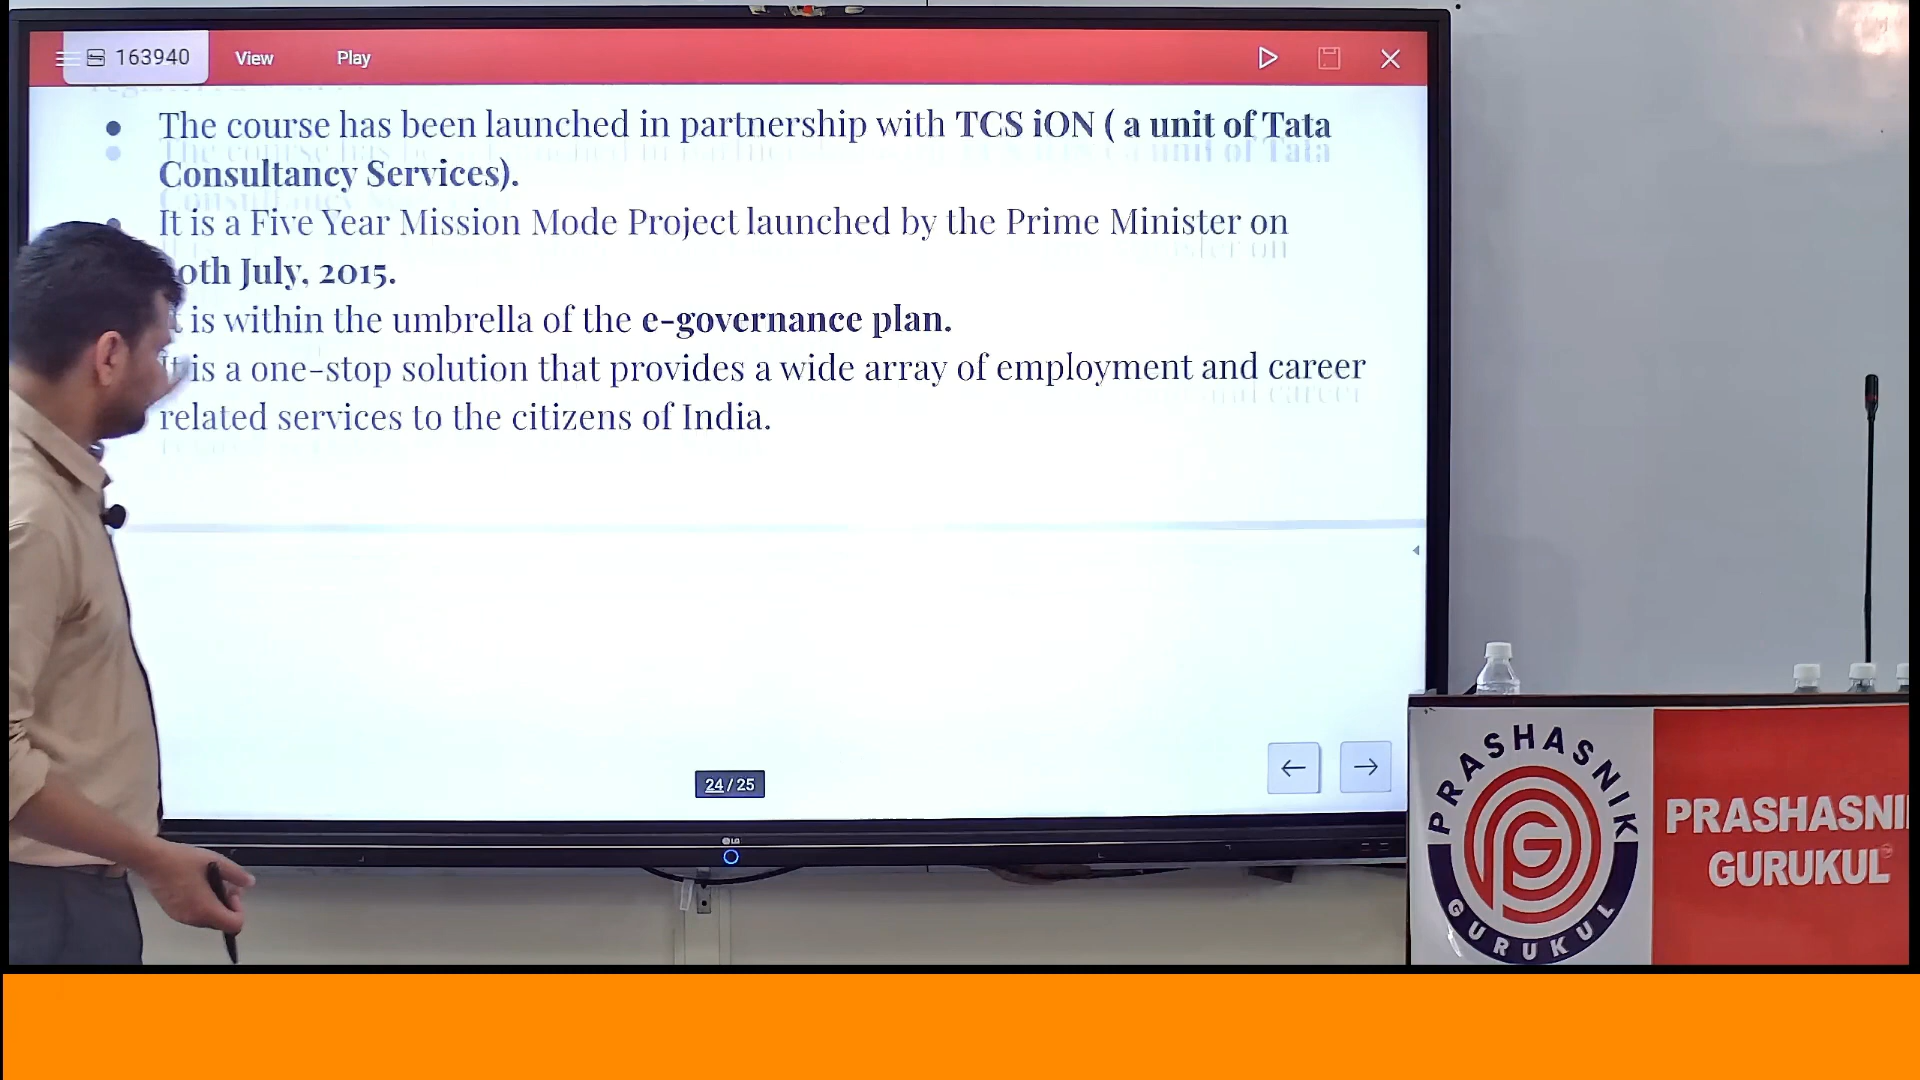 163940 View Play
The course has been launched in partnership with TCS iON ( a unit of Tata
Consultancy Services).
It is a Five Year Mission Mode Project launched by the Prime Minister on
0th July, 2015.
is within the umbrella of the e-governance plan.
It is a one-stop solution that provides a wide array of employment and career
related services to the citizens of India.
24 / 25
LG
PRASHASNIK
GURUKUL
PRASHASNI
GURUKUL